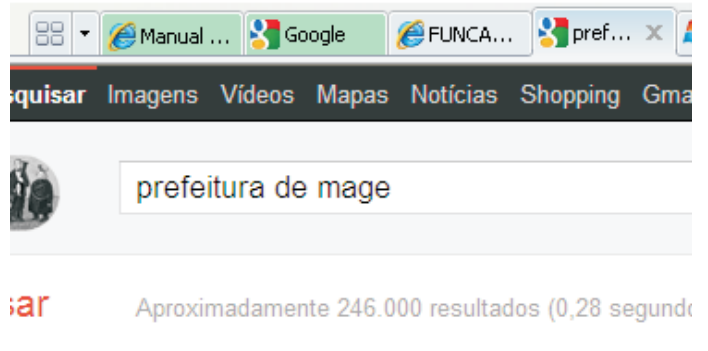 Manual ... Google FUNCA... pref...
squisar Imagens Vídeos Mapas Notícias Shopping Gma
prefeitura de mage
sar Aproximadamente 246.000 resultados (0,28 segundo